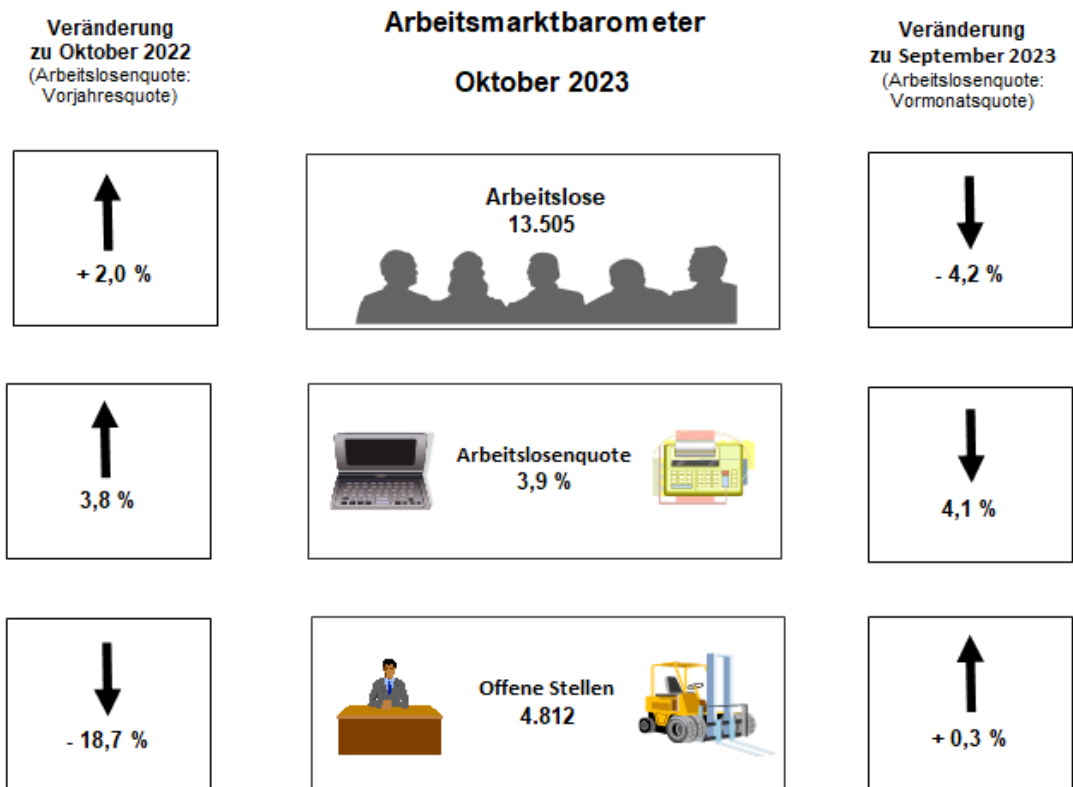 Arbeitsmarktbarometer
Oktober 2023
Veränderung
zu Oktober 2022
(Arbeitslosenquote:
Vorjahresquote)
Veränderung
zu September 2023
(Arbeitslosenquote:
Vormonatsquote)
+ 2,0 %
Arbeitslose
13.505
- 4,2 %
3,8 %
Arbeitslosenquote
3,9 %
4,1 %
- 18,7 %
Offene Stellen
4.812
+ 0,3 %